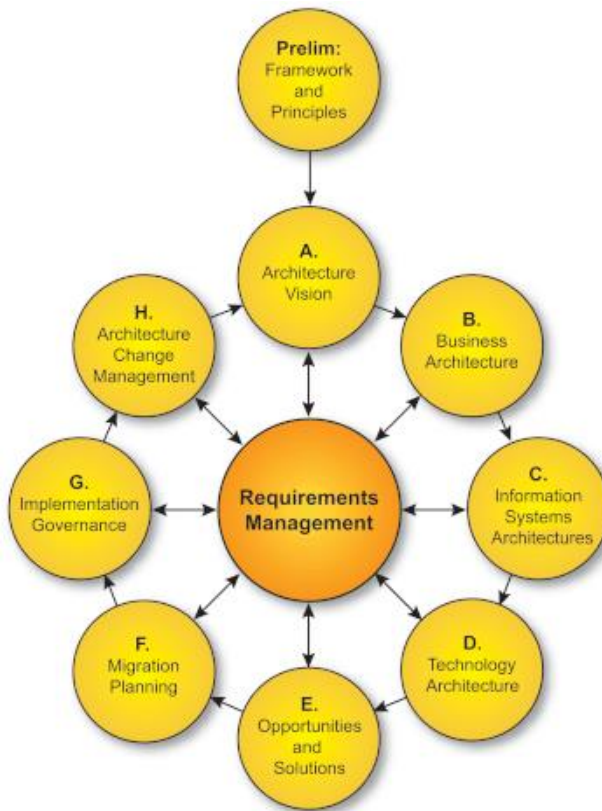 Prelim:
Framework
and
Principles
A.
Architecture
Vision
B.
Business
Architecture
C.
Information
Systems
Architectures
D.
Technology
Architecture
E.
Opportunities
and
Solutions
F.
Migration
Planning
G.
Implementation
Governance
H.
Architecture
Change
Management
Requirements
Management